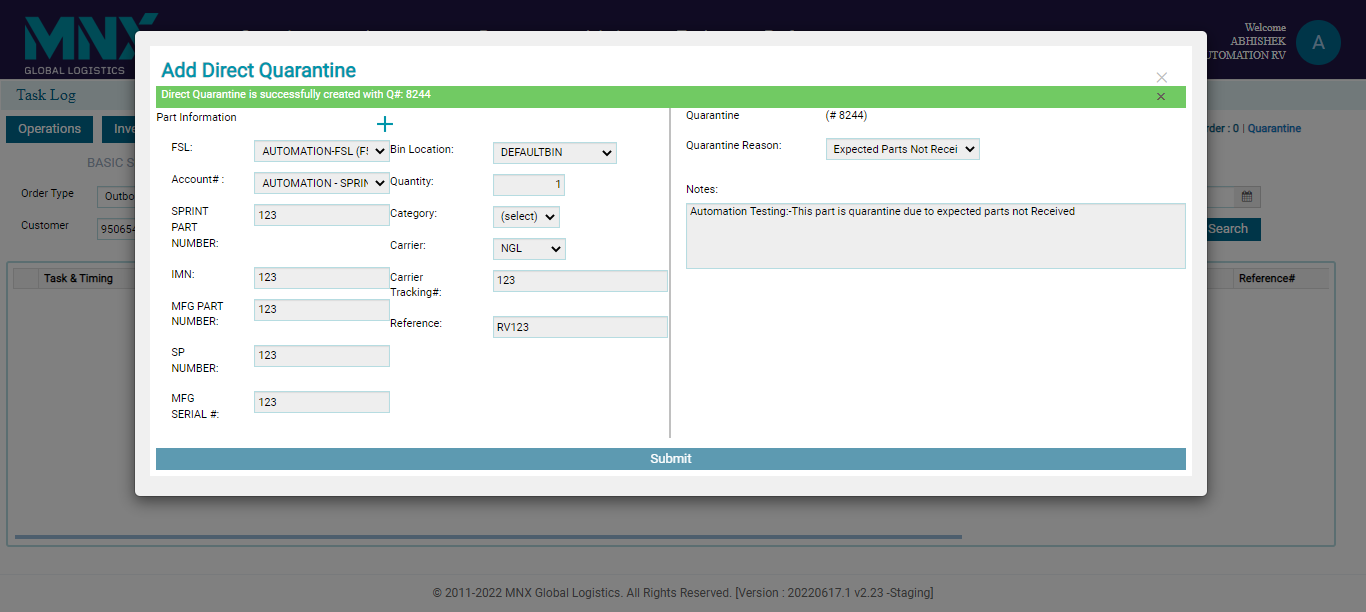 MNX
GLOBAL LOGISTICS
Welcome
ABHISHEK
UTOMATION RV
A
Task Log
Operations
Inve
rder : 0 | Quarantine
BASIC S
Order Type
Outbo
Customer
95065
Search
Task & Timing
Reference#
Add Direct Quarantine
×
Direct Quarantine is successfully created with Q#: 8244
×
Part Information
+
FSL:
AUTOMATION-FSL (F
Bin Location:
DEFAULTBIN
Account# :
AUTOMATION - SPRIN
Quantity:
1
SPRINT
PART
NUMBER:
123
Category:
(select)
Carrier:
NGL
IMN:
123
Carrier
Tracking#:
123
MFG PART
NUMBER:
123
Reference:
RV123
SP
NUMBER:
123
MFG
SERIAL #:
123
Quarantine
(# 8244)
Quarantine Reason:
Expected Parts Not Recei
Notes:
Automation Testing:-This part is quarantine due to expected parts not Received
Submit
© 2011-2022 MNX Global Logistics. All Rights Reserved. [Version : 20220617.1 v2.23 -Staging]